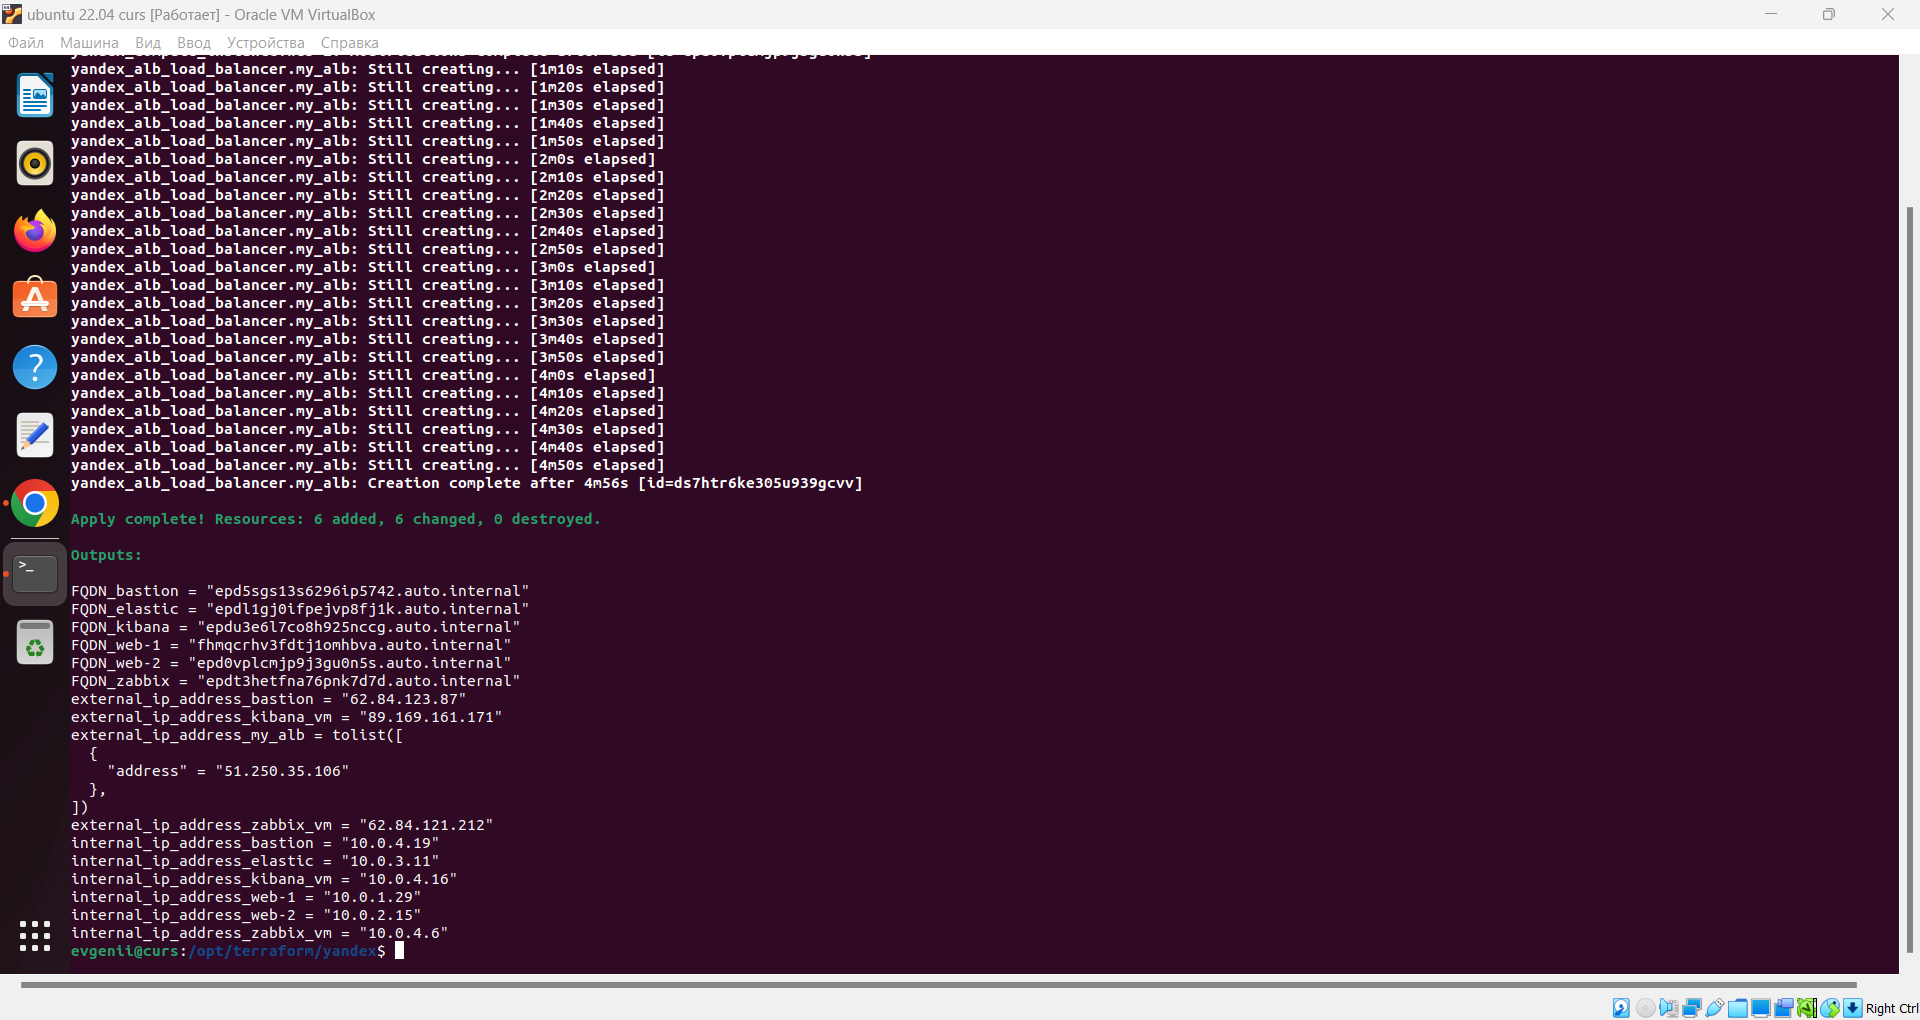 ubuntu 22.04 curs [Работает] - Oracle VM VirtualBox
Файл Машина Вид Ввод Устройства Справка
yandex_alb_load_balancer.my_alb: Still creating... [1m10s elapsed]
yandex_alb_load_balancer.my_alb: Still creating... [1m20s elapsed]
yandex_alb_load_balancer.my_alb: Still creating... [1m30s elapsed]
yandex_alb_load_balancer.my_alb: Still creating... [1m40s elapsed]
yandex_alb_load_balancer.my_alb: Still creating... [1m50s elapsed]
yandex_alb_load_balancer.my_alb: Still creating... [2m0s elapsed]
yandex_alb_load_balancer.my_alb: Still creating... [2m10s elapsed]
yandex_alb_load_balancer.my_alb: Still creating... [2m20s elapsed]
yandex_alb_load_balancer.my_alb: Still creating... [2m30s elapsed]
yandex_alb_load_balancer.my_alb: Still creating... [2m40s elapsed]
yandex_alb_load_balancer.my_alb: Still creating... [2m50s elapsed]
yandex_alb_load_balancer.my_alb: Still creating... [3m0s elapsed]
yandex_alb_load_balancer.my_alb: Still creating... [3m10s elapsed]
yandex_alb_load_balancer.my_alb: Still creating... [3m20s elapsed]
yandex_alb_load_balancer.my_alb: Still creating... [3m30s elapsed]
yandex_alb_load_balancer.my_alb: Still creating... [3m40s elapsed]
yandex_alb_load_balancer.my_alb: Still creating... [3m50s elapsed]
yandex_alb_load_balancer.my_alb: Still creating... [4m0s elapsed]
yandex_alb_load_balancer.my_alb: Still creating... [4m10s elapsed]
yandex_alb_load_balancer.my_alb: Still creating... [4m20s elapsed]
yandex_alb_load_balancer.my_alb: Still creating... [4m30s elapsed]
yandex_alb_load_balancer.my_alb: Still creating... [4m40s elapsed]
yandex_alb_load_balancer.my_alb: Still creating... [4m50s elapsed]
yandex_alb_load_balancer.my_alb: Creation complete after 4m56s [id=ds7htr6ke305u939gcvv]
Apply complete! Resources: 6 added, 6 changed, 0 destroyed.
Outputs:
FQDN_bastion = "epd5sgs13s6296ip5742.auto.internal"
FQDN_elastic = "epdl1gj0ifpejvp8fj1k.auto.internal"
FQDN_kibana = "epdu3e6l7co8h925nccg.auto.internal"
FQDN_web-1 = "fhmqcrhv3fdtj1omhbva.auto.internal"
FQDN_web-2 = "epd0vplcmjp9j3gu0n5s.auto.internal"
FQDN_zabbix = "epdt3hetfna76pnk7d7d.auto.internal"
external_ip_address_bastion = "62.84.123.87"
external_ip_address_kibana_vm = "89.169.161.171"
external_ip_address_my_alb = tolist([
{
"address" = "51.250.35.106"
},
])
external_ip_address_zabbix_vm = "62.84.121.212"
internal_ip_address_bastion = "10.0.4.19"
internal_ip_address_elastic = "10.0.3.11"
internal_ip_address_kibana_vm = "10.0.4.16"
internal_ip_address_web-1 = "10.0.1.29"
internal_ip_address_web-2 = "10.0.2.15"
internal_ip_address_zabbix_vm = "10.0.4.6"
evgenii@curs:/opt/terraform/yandex$
Right Ctrl